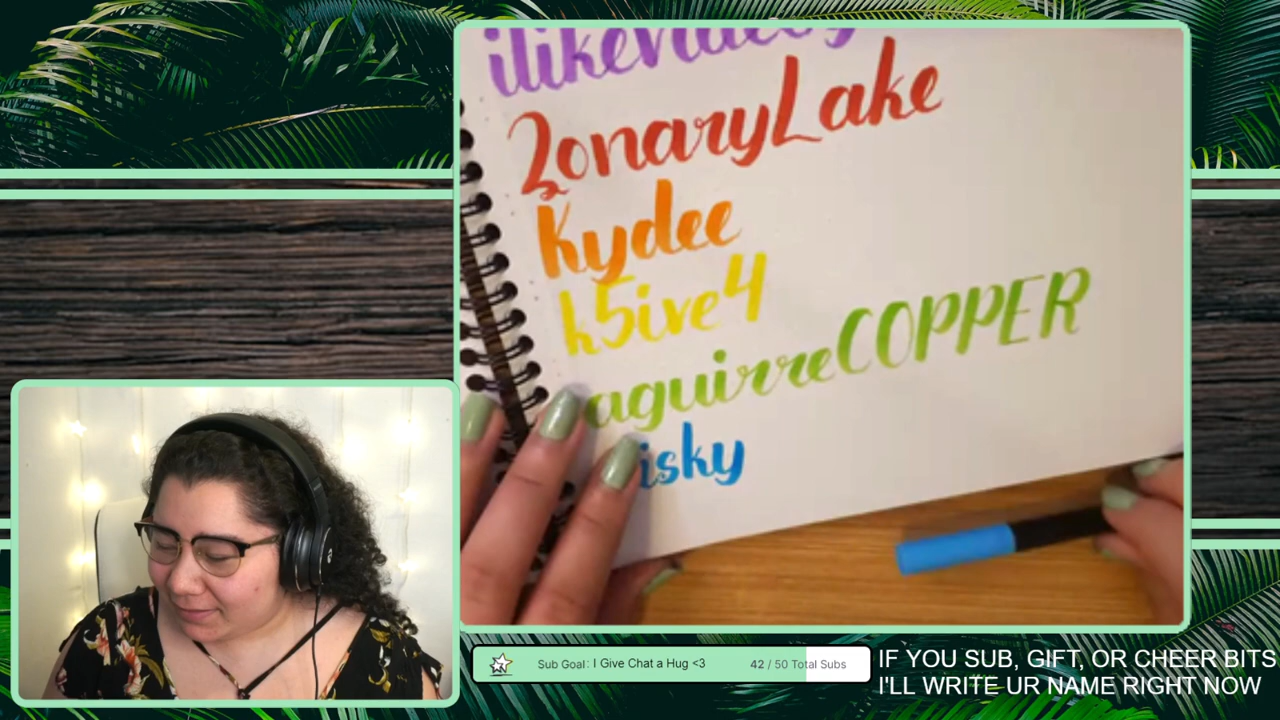 2onaryLake
Kydee
h5ive4
aguirreCOPPER
isky
Sub Goal: I Give Chat a Hug <3 42 / 50 Total Subs
IF YOU SUB, GIFT, OR CHEER BITS
I'LL WRITE UR NAME RIGHT NOW